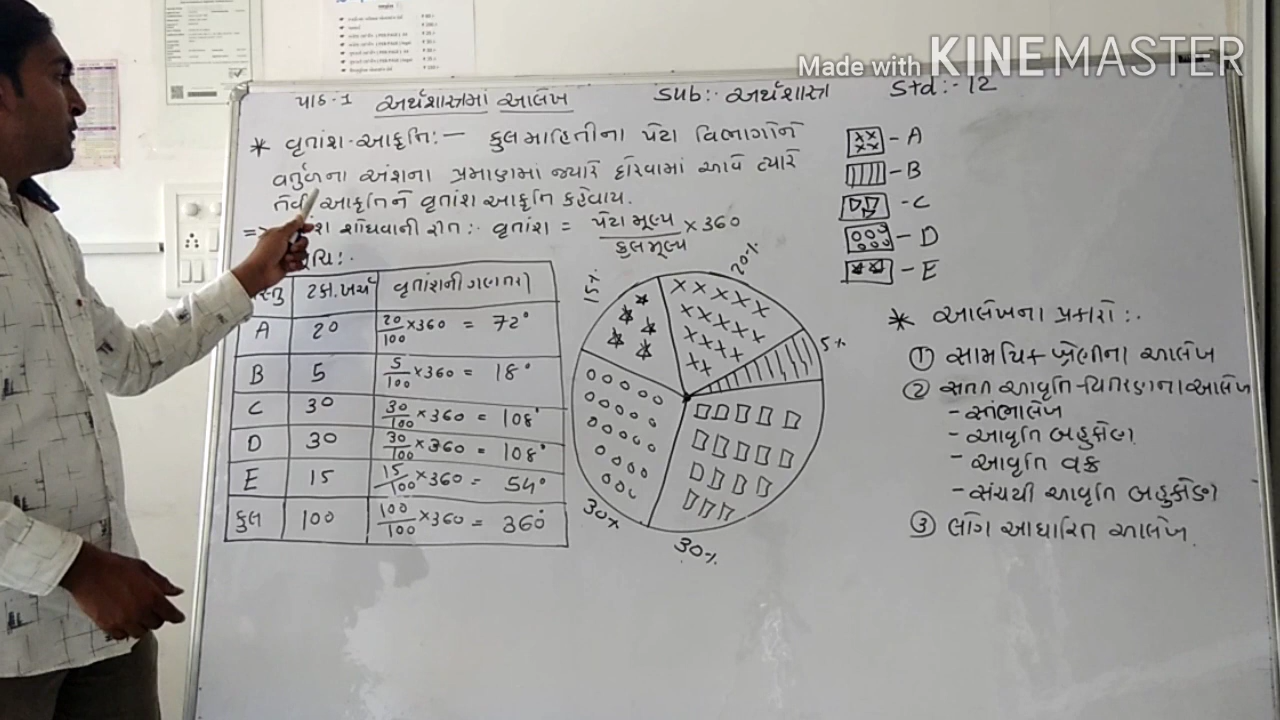 Made with KINEMASTER
પાઠ-1 અર્થશાસ્ત્રમાં આલેખ Sub:- અર્થશાસ્ત્ર Std:-12
* વૃતાંશ-આકૃતિ:- કુલ માહિતીના પેટા વિભાગોને
વર્તુળના અંશના પ્રમાણમાં જ્યારે દોરવામાં આવે ત્યારે
તેવી આકૃતિને વૃતાંશ આકૃતિ કહેવાય.
શોધવાની રીત:- વૃતાંશ = પેટા મૂલ્ય / કુલ મૂલ્ય × 360
ટકા.ખર્ચ વૃતાંશની ગણતરી
A 20 20/100 × 360 = 72°
B 5 5/100 × 360 = 18°
C 30 30/100 × 360 = 108°
D 30 30/100 × 360 = 108°
E 15 15/100 × 360 = 54°
કુલ 100 100/100 × 360 = 360°
15%
20%
5%
30%
30%
- A
- B
- C
- D
- E
* આલેખના પ્રકારો:-
① સામયિક શ્રેણીના આલેખ
② સતત આવૃતિ-વિતરણના આલેખ
- સ્તંભાલેખ
- આવૃતિ બહુકોણ
- આવૃતિ વક્ર
- સંચયી આવૃતિ બહુકોણ
③ લોગ આધારિત આલેખ.